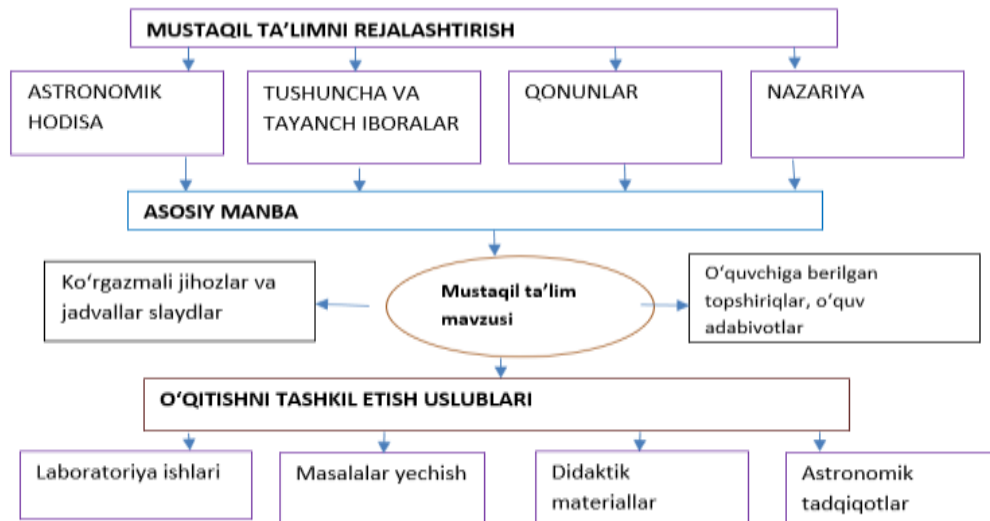 MUSTAQIL TA’LIMNI REJALASHTIRISH
ASTRONOMIK
HODISA
TUSHUNCHA VA
TAYANCH IBORALAR
QONUNLAR
NAZARIYA
ASOSIY MANBA
Ko‘rgazmali jihozlar va
jadvallar slaydlar
Mustaqil ta’lim
mavzusi
O‘quvchiga berilgan
topshiriqlar, o‘quv
adabivotlar
O‘QITISHNI TASHKIL ETISH USLUBLARI
Laboratoriya ishlari
Masalalar yechish
Didaktik
materiallar
Astronomik
tadqiqotlar